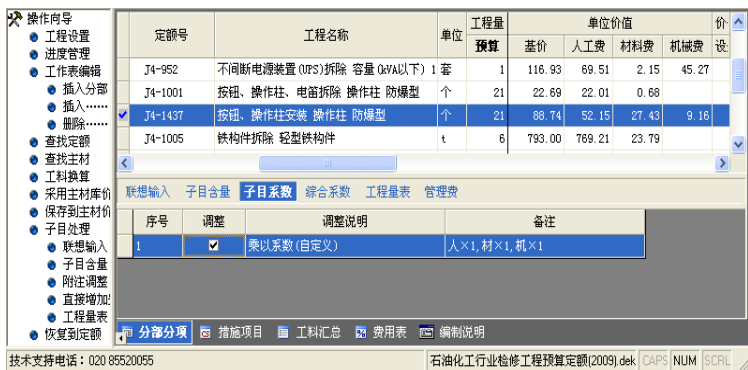 操作向导
工程设置
进度管理
工作表编辑
插入分部
插入……
删除……
查找定额
查找主材
工料换算
采用主材库价
保存到主材价
子目处理
联想输入
子目含量
附注调整
直接增加
工程量表
恢复到定额
定额号 工程名称 单位 工程量 单位价值 价
预算 基价 人工费 材料费 机械费 设
J4-952 不间断电源装置(UPS)拆除 容量(kVA以下) 1 套 1 116.93 69.51 2.15 45.27
J4-1001 按钮、操作柱、电笛拆除 操作柱 防爆型 个 21 22.69 22.01 0.68
J4-1437 按钮、操作柱安装 操作柱 防爆型 个 21 88.74 52.15 27.43 9.16
J4-1005 铁构件拆除 轻型铁构件 t 6 793.00 769.21 23.79
联想输入 子目含量 子目系数 综合系数 工程量表 管理费
序号 调整 调整说明 备注
1 乘以系数(自定义) 人×1,材×1,机×1
分部分项 措施项目 工料汇总 费用表 编制说明
技术支持电话：020 85520055 石油化工行业检修工程预算定额(2009).dek CAPS NUM SCRL